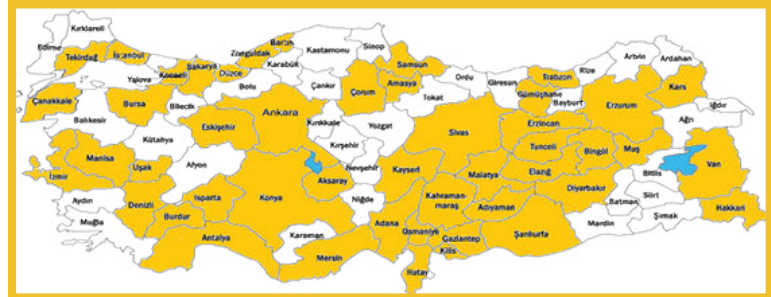 Kırklareli
Edirne
Tekirdağ
İstanbul
Kocaeli
Yalova
Sakarya
Düzce
Zonguldak
Bartın
Karabük
Kastamonu
Sinop
Samsun
Ordu
Giresun
Trabzon
Rize
Artvin
Ardahan
Kars
Iğdır
Ağrı
Erzurum
Bayburt
Gümüşhane
Tokat
Amasya
Çorum
Çankırı
Bolu
Bilecik
Bursa
Balıkesir
Çanakkale
Kütahya
Eskişehir
Ankara
Kırıkkale
Yozgat
Kırşehir
Sivas
Erzincan
Tunceli
Bingöl
Muş
Bitlis
Van
Hakkari
Şırnak
Siirt
Batman
Mardin
Diyarbakır
Elazığ
Malatya
Kayseri
Nevşehir
Aksaray
Niğde
Konya
Afyon
Uşak
Manisa
İzmir
Aydın
Muğla
Denizli
Burdur
Isparta
Antalya
Karaman
Mersin
Adana
Osmaniye
Kahraman-
maraş
Adıyaman
Gaziantep
Kilis
Hatay
Şanlıurfa